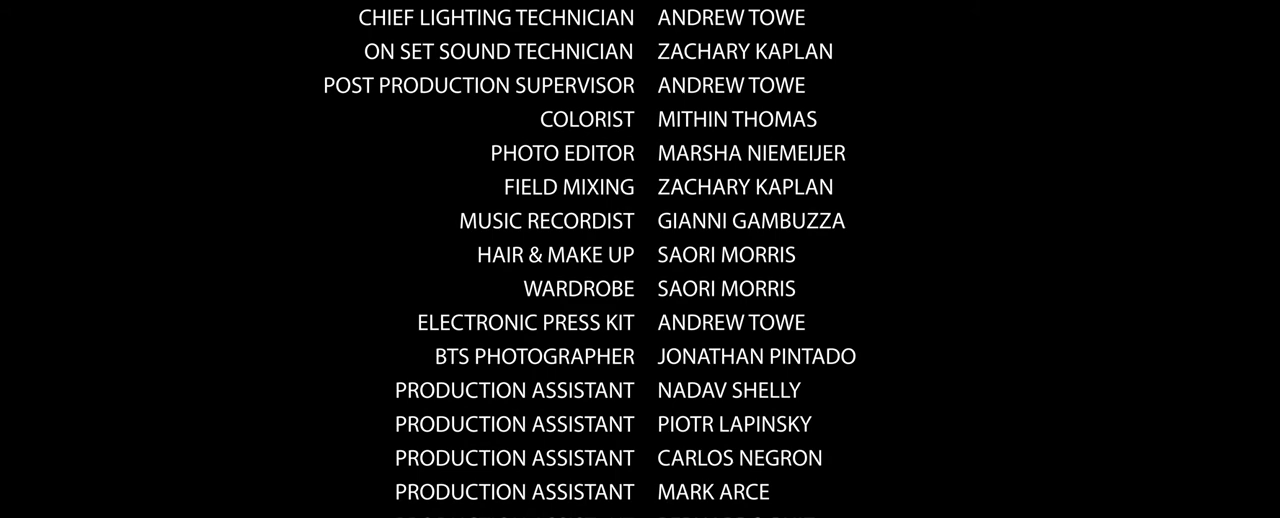 CHIEF LIGHTING TECHNICIAN ANDREW TOWE
ON SET SOUND TECHNICIAN ZACHARY KAPLAN
POST PRODUCTION SUPERVISOR ANDREW TOWE
COLORIST MITHIN THOMAS
PHOTO EDITOR MARSHA NIEMEIJER
FIELD MIXING ZACHARY KAPLAN
MUSIC RECORDIST GIANNI GAMBUZZA
HAIR & MAKE UP SAORI MORRIS
WARDROBE SAORI MORRIS
ELECTRONIC PRESS KIT ANDREW TOWE
BTS PHOTOGRAPHER JONATHAN PINTADO
PRODUCTION ASSISTANT NADAV SHELLY
PRODUCTION ASSISTANT PIOTR LAPINSKY
PRODUCTION ASSISTANT CARLOS NEGRON
PRODUCTION ASSISTANT MARK ARCE